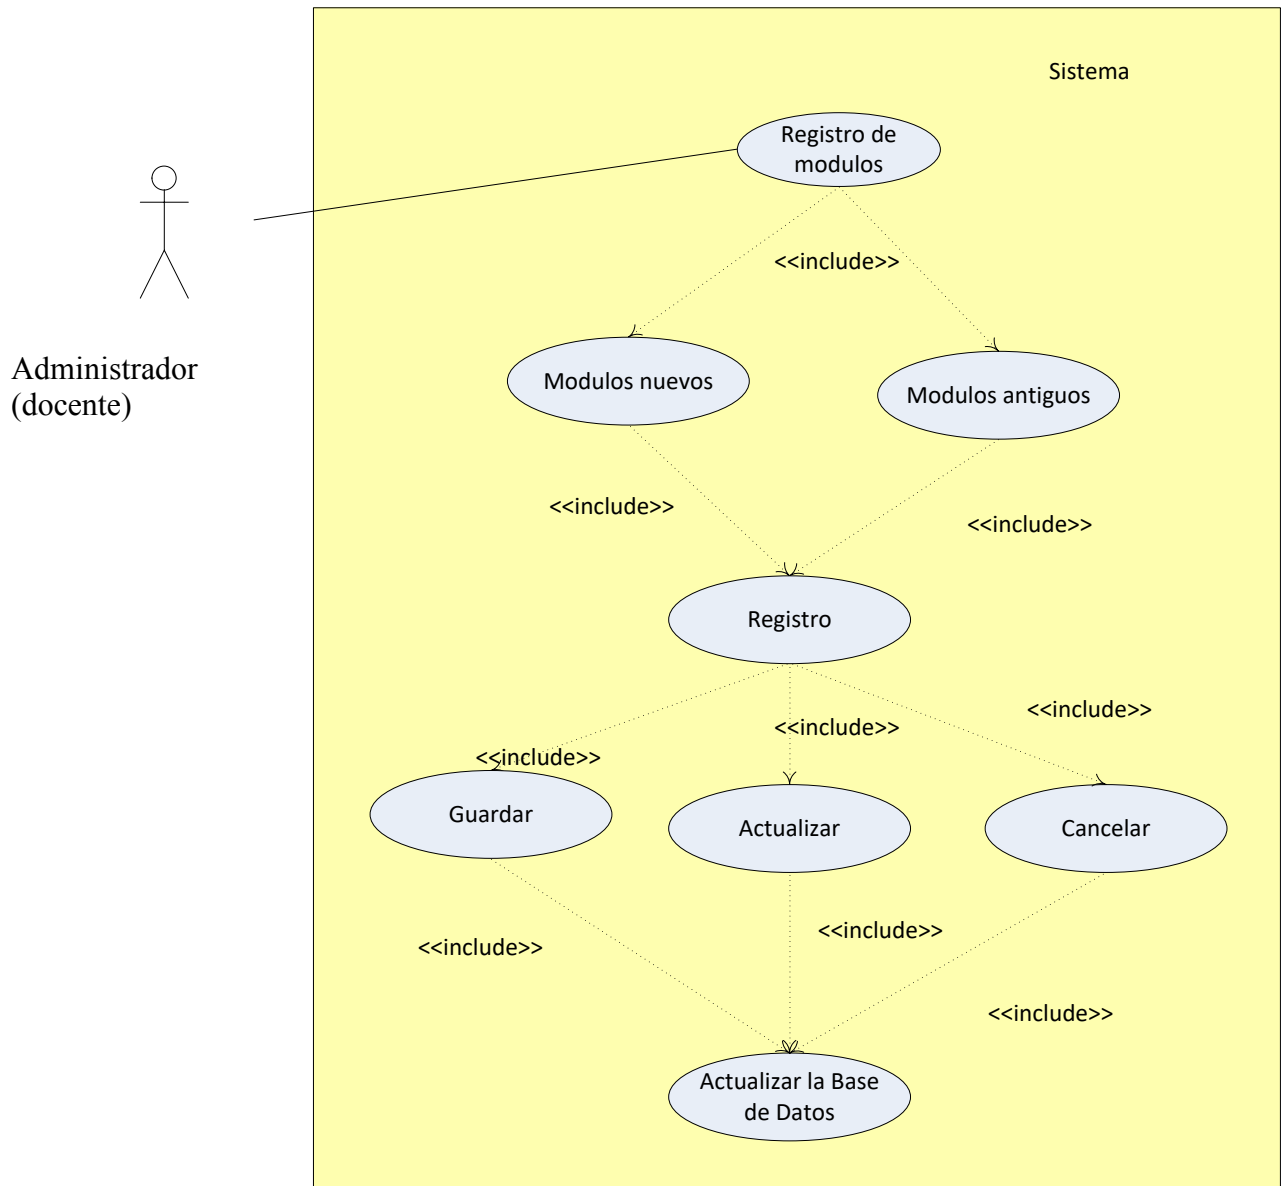 Sistema
Registro de
modulos
<<include>>
Administrador
(docente)
Modulos nuevos
Modulos antiguos
<<include>>
<<include>>
Registro
<<include>>
<<include>>
<<include>>
Guardar
Actualizar
Cancelar
<<include>>
<<include>>
<<include>>
Actualizar la Base
de Datos